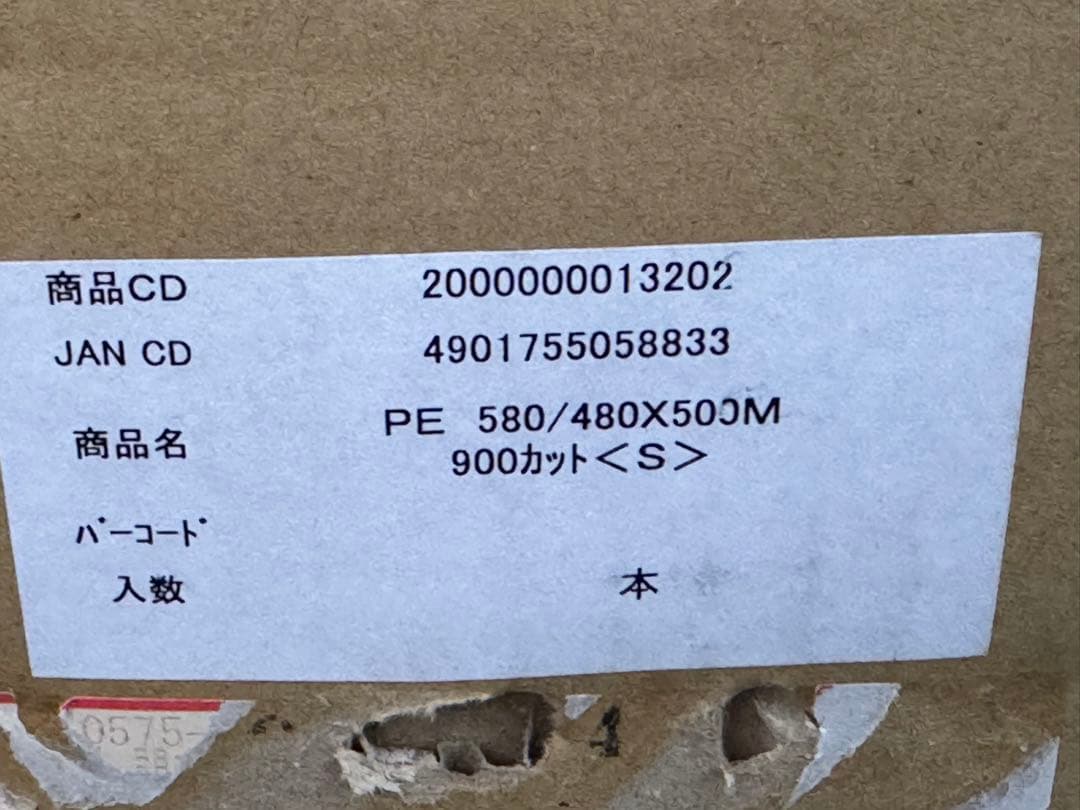 商品CD 2000000013202
JAN CD 4901755058833
商品名 PE 580/480X500M
900ｶｯﾄ＜S＞
ﾊﾞｰｺｰﾄﾞ
入数 本
0575-